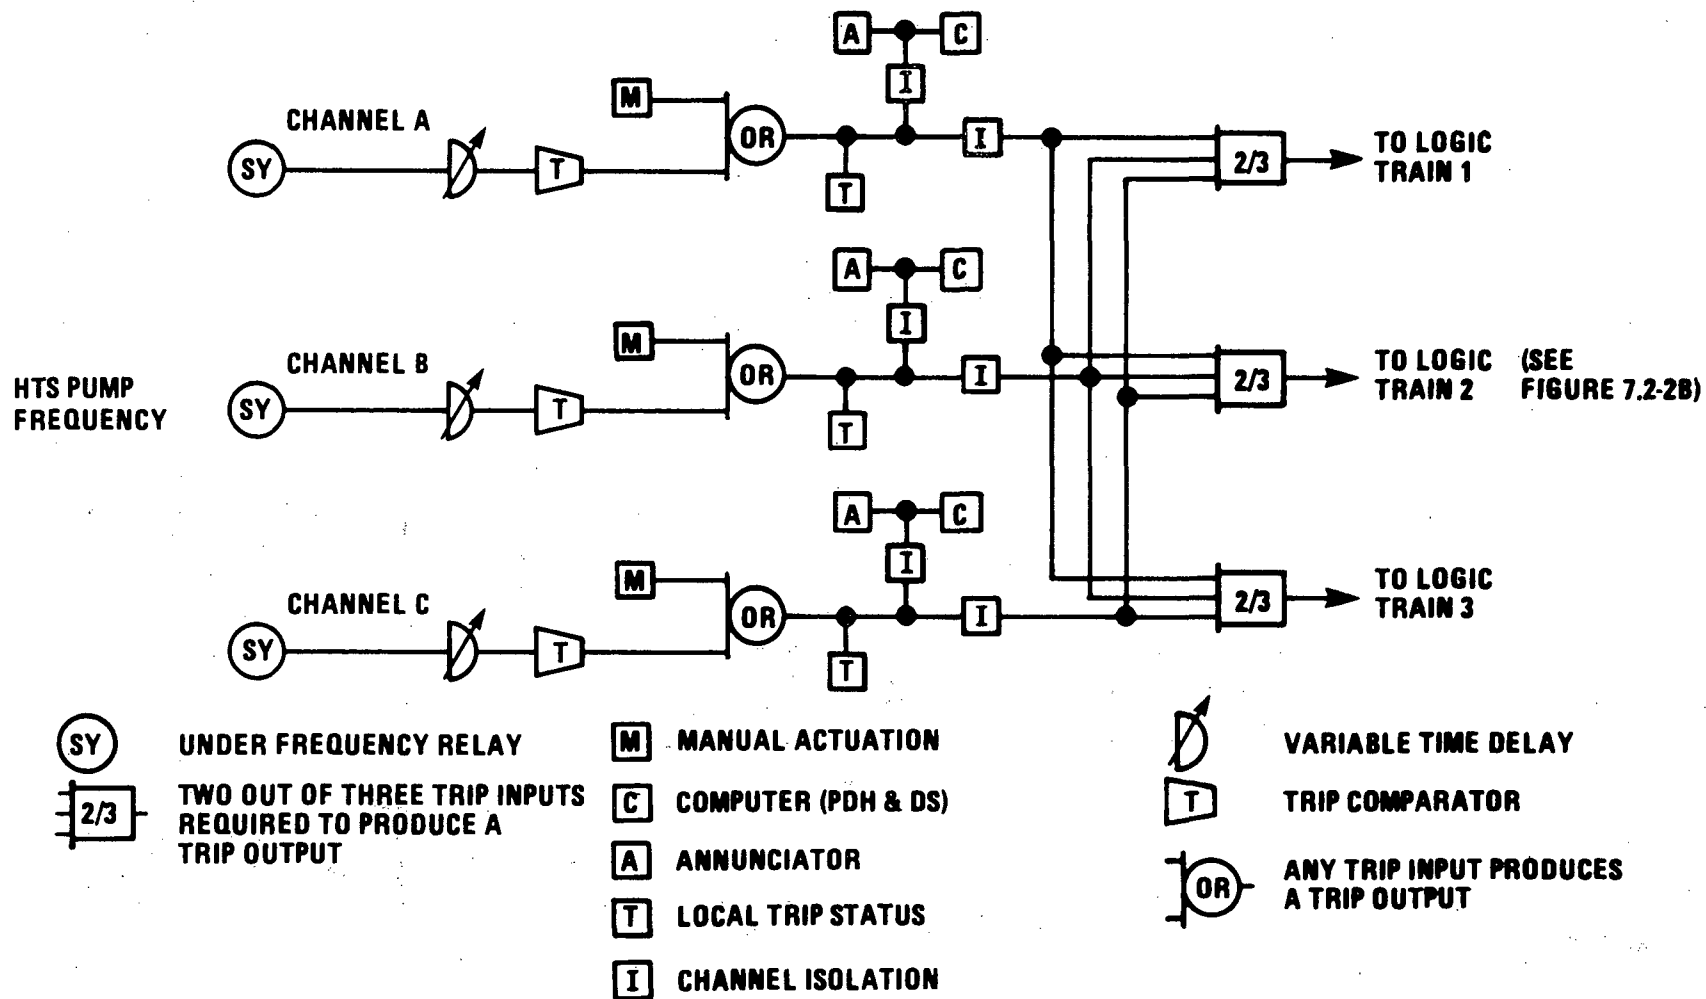 A C
I
M
CHANNEL A
OR
I
2/3
TO LOGIC
TRAIN 1
SY
T
T
A C
I
M
CHANNEL B
OR
I
2/3
TO LOGIC
TRAIN 2
(SEE
FIGURE 7.2-2B)
HTS PUMP
FREQUENCY
SY
T
T
A C
I
M
CHANNEL C
OR
I
2/3
TO LOGIC
TRAIN 3
SY
T
T
SY UNDER FREQUENCY RELAY
2/3 TWO OUT OF THREE TRIP INPUTS
REQUIRED TO PRODUCE A
TRIP OUTPUT
M MANUAL ACTUATION
C COMPUTER (PDH & DS)
A ANNUNCIATOR
T LOCAL TRIP STATUS
I CHANNEL ISOLATION
VARIABLE TIME DELAY
T TRIP COMPARATOR
OR ANY TRIP INPUT PRODUCES
A TRIP OUTPUT